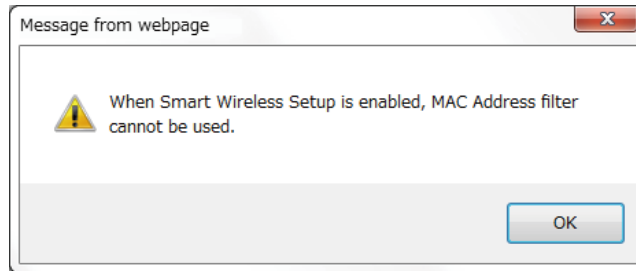 Message from webpage
When Smart Wireless Setup is enabled, MAC Address filter
cannot be used.
OK